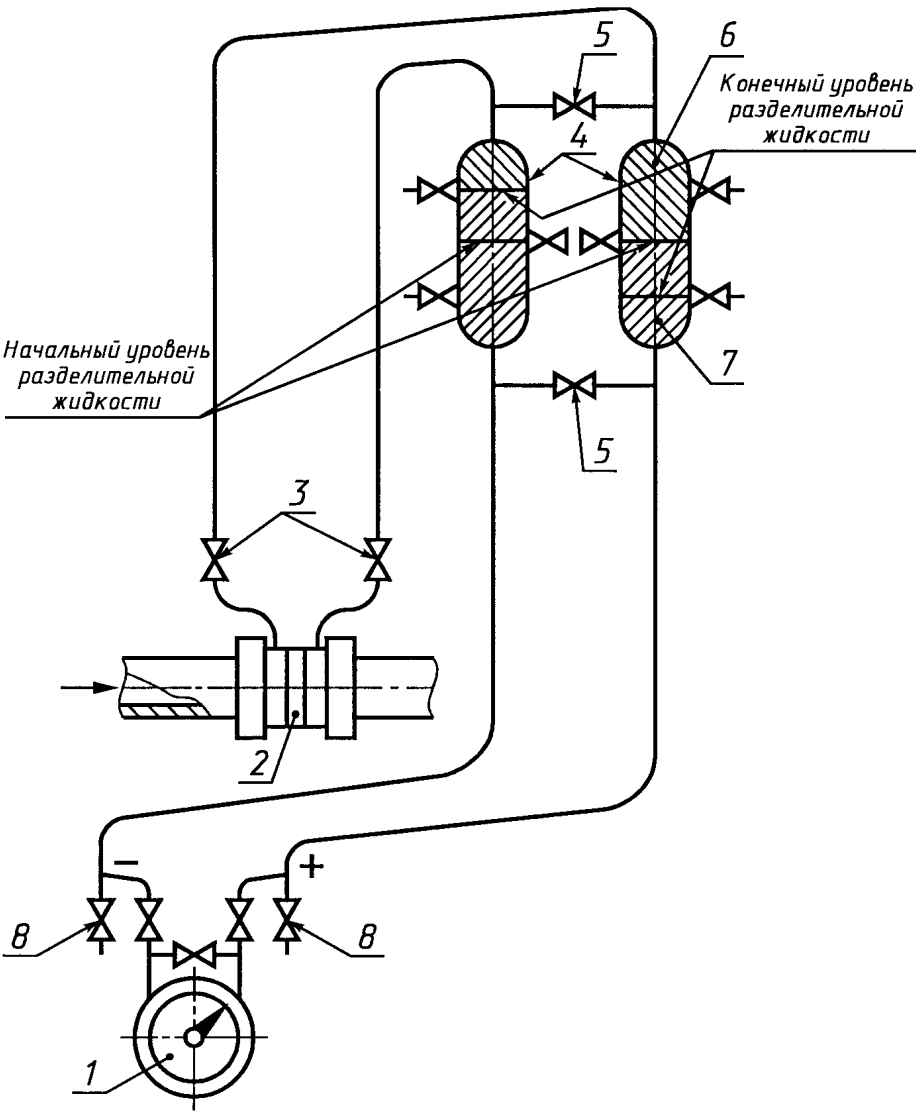 5
6
Конечный уровень
разделительной
жидкости
4
Начальный уровень
разделительной
жидкости
7
5
3
2
− +
8
8
1